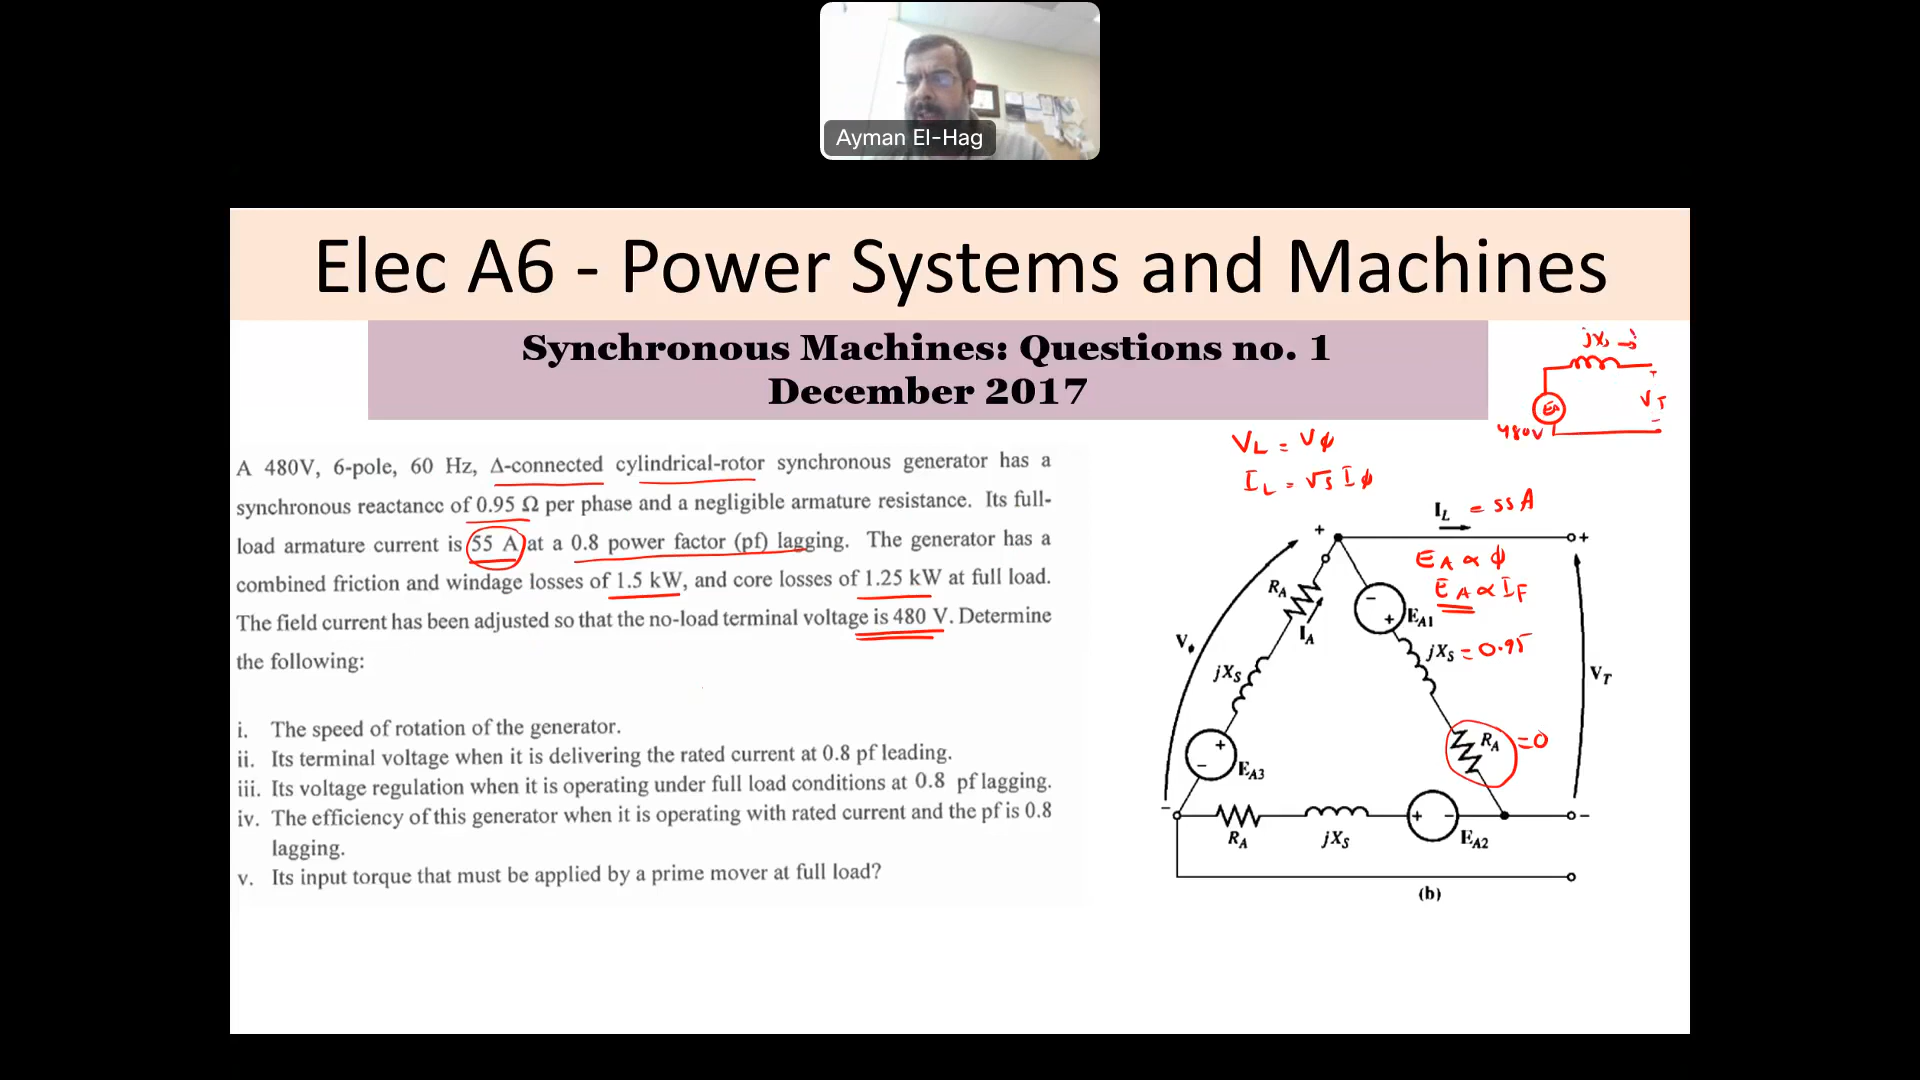 Ayman El-Hag
Elec A6 - Power Systems and Machines
Synchronous Machines: Questions no. 1
December 2017
A 480V, 6-pole, 60 Hz, Δ-connected cylindrical-rotor synchronous generator has a
synchronous reactance of 0.95 Ω per phase and a negligible armature resistance. Its full-
load armature current is 55 A at a 0.8 power factor (pf) lagging. The generator has a
combined friction and windage losses of 1.5 kW, and core losses of 1.25 kW at full load.
The field current has been adjusted so that the no-load terminal voltage is 480 V. Determine
the following:
i. The speed of rotation of the generator.
ii. Its terminal voltage when it is delivering the rated current at 0.8 pf leading.
iii. Its voltage regulation when it is operating under full load conditions at 0.8 pf lagging.
iv. The efficiency of this generator when it is operating with rated current and the pf is 0.8
lagging.
v. Its input torque that must be applied by a prime mover at full load?
jXs →
EA
VT
480V
VL = Vφ
IL = √3 Iφ
IL = 55 A
EA ∝ φ
EA ∝ IF
RA
IA
EA1
Vφ
jXS
jXS = 0.95
VT
RA = 0
EA3
RA
jXS
EA2
(b)